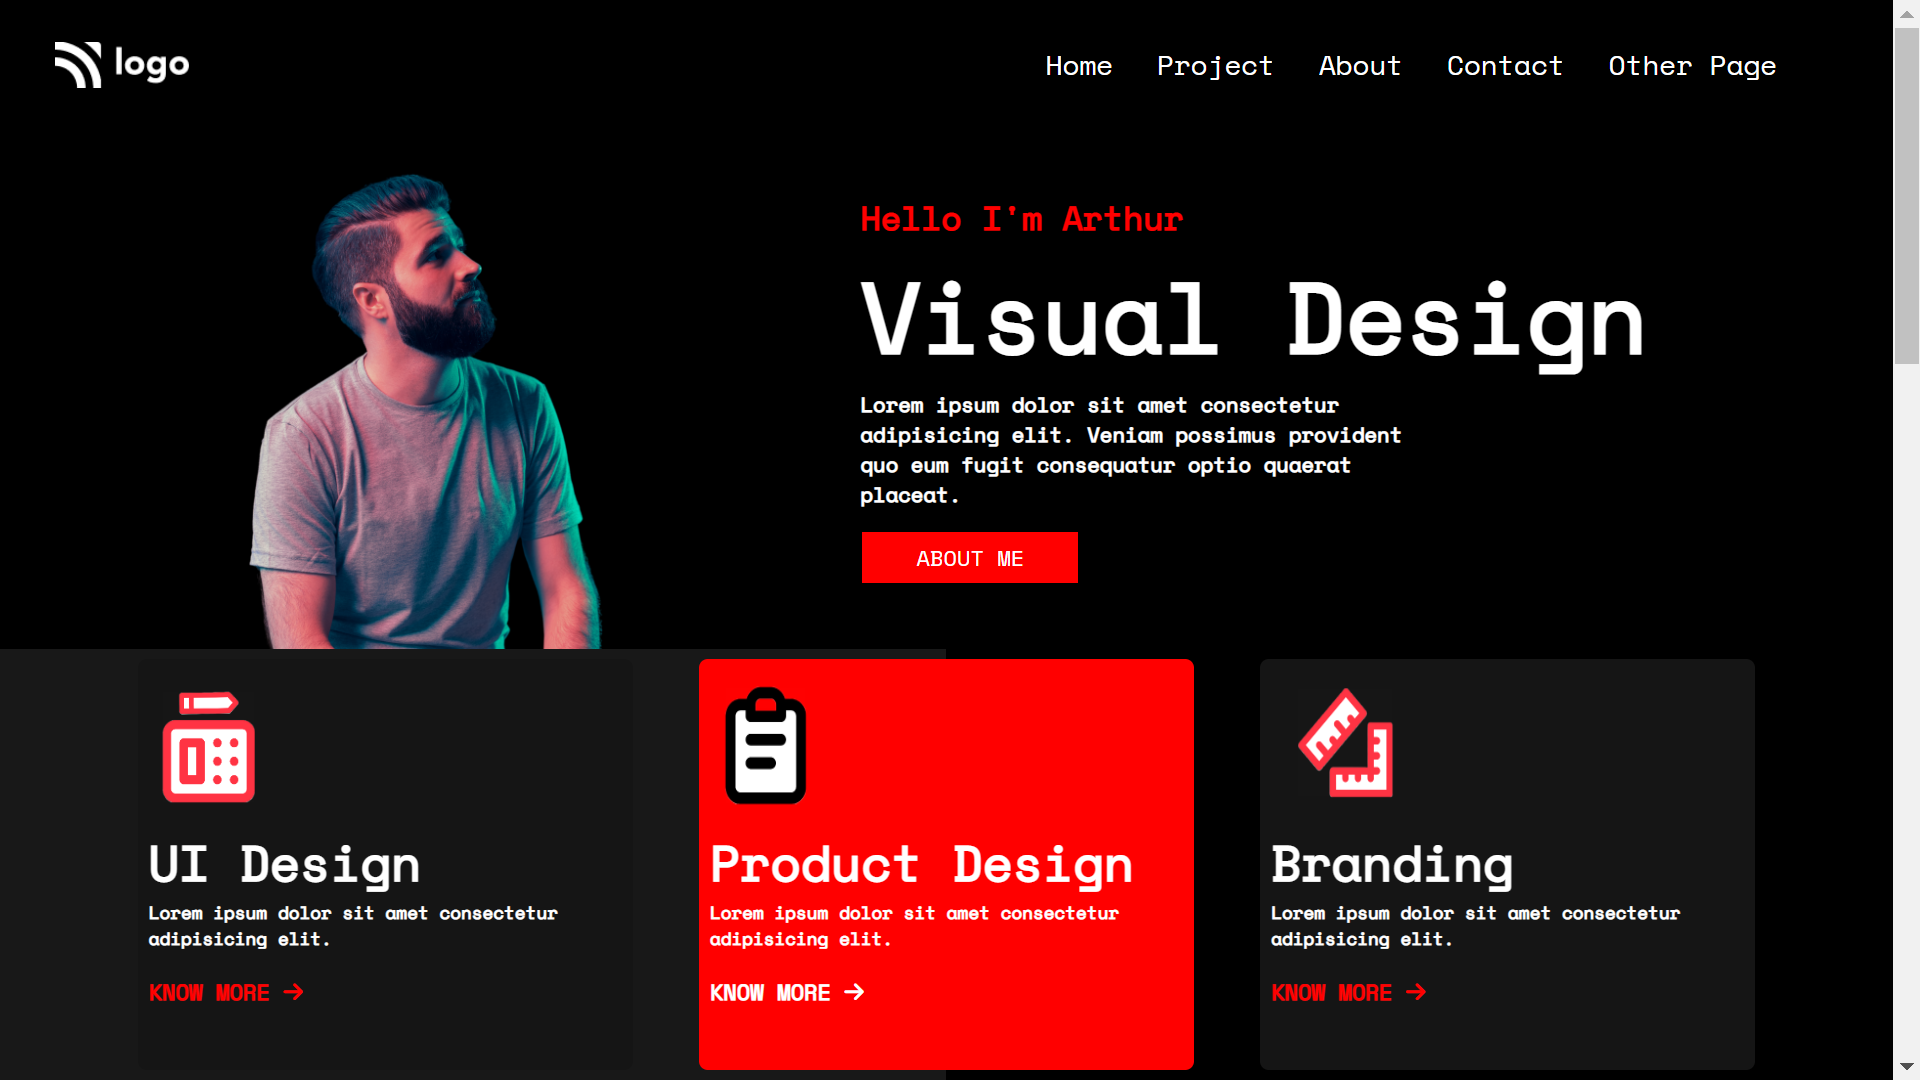 logo
Home Project About Contact Other Page
Hello I'm Arthur
Visual Design
Lorem ipsum dolor sit amet consectetur
adipisicing elit. Veniam possimus provident
quo eum fugit consequatur optio quaerat
placeat.
ABOUT ME
UI Design
Lorem ipsum dolor sit amet consectetur
adipisicing elit.
KNOW MORE →
Product Design
Lorem ipsum dolor sit amet consectetur
adipisicing elit.
KNOW MORE →
Branding
Lorem ipsum dolor sit amet consectetur
adipisicing elit.
KNOW MORE →